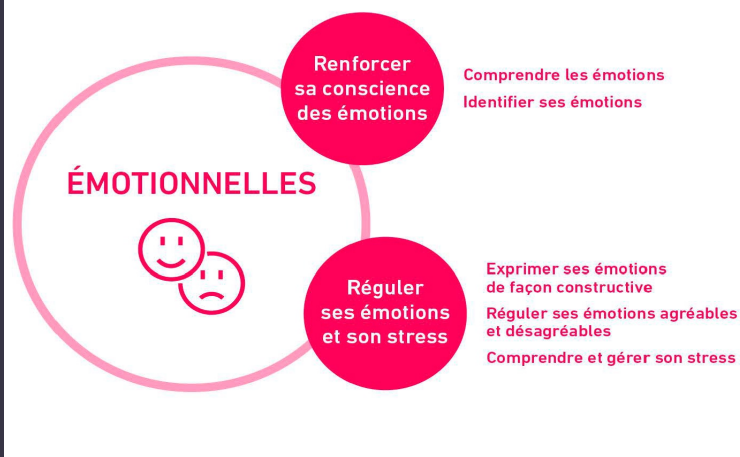 ÉMOTIONNELLES
Renforcer
sa conscience
des émotions
Comprendre les émotions
Identifier ses émotions
Réguler
ses émotions
et son stress
Exprimer ses émotions
de façon constructive
Réguler ses émotions agréables
et désagréables
Comprendre et gérer son stress